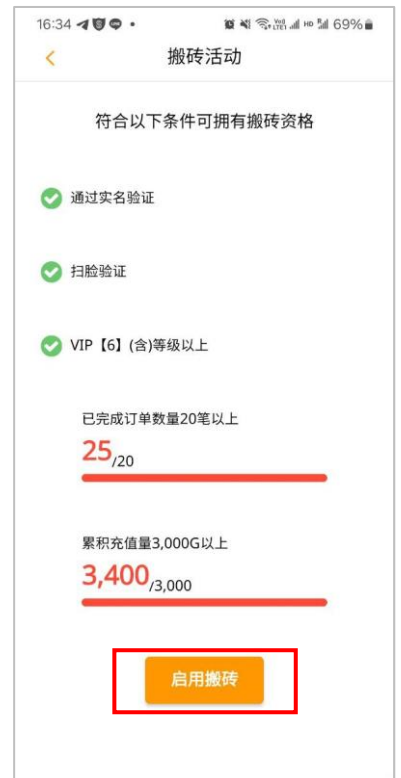 16:34
69%
搬砖活动
符合以下条件可拥有搬砖资格
通过实名验证
扫脸验证
VIP【6】(含)等级以上
已完成订单数量20笔以上
25/20
累积充值量3,000G以上
3,400/3,000
启用搬砖